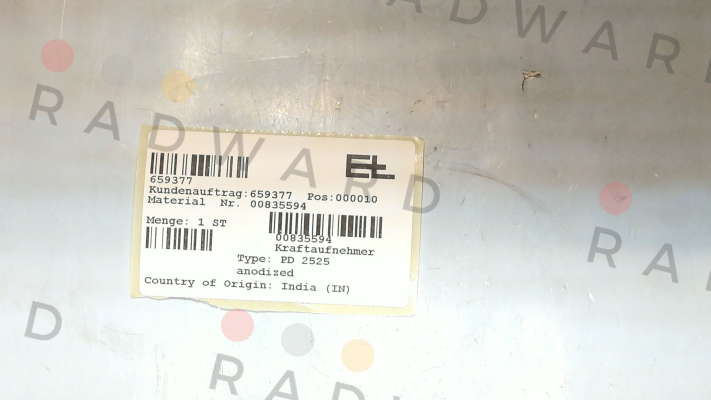 RADWARD
RADWARD
E+L
659377
Kundenauftrag:659377 Pos:000010
Material Nr. 00835594
Menge: 1 ST
00835594
Kraftaufnehmer
Type: PD 2525
anodized
Country of Origin: India (IN)
RADWARD
D
RADWARD